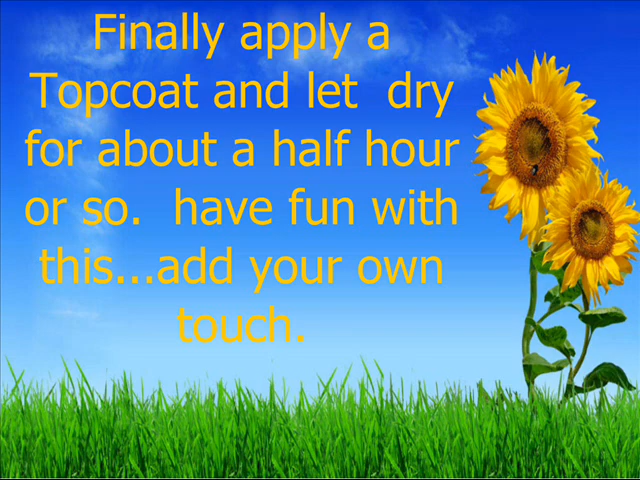 Finally apply a
Topcoat and let  dry
for about a half hour
or so.  have fun with
this...add your own
touch.